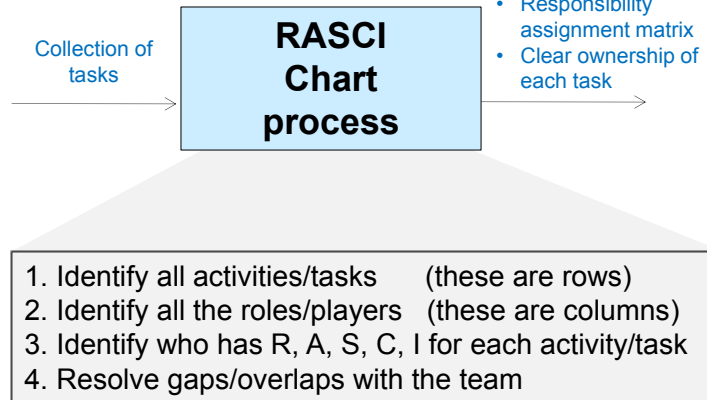 Collection of
tasks
RASCI
Chart
process
• Responsibility
assignment matrix
• Clear ownership of
each task
1. Identify all activities/tasks (these are rows)
2. Identify all the roles/players (these are columns)
3. Identify who has R, A, S, C, I for each activity/task
4. Resolve gaps/overlaps with the team